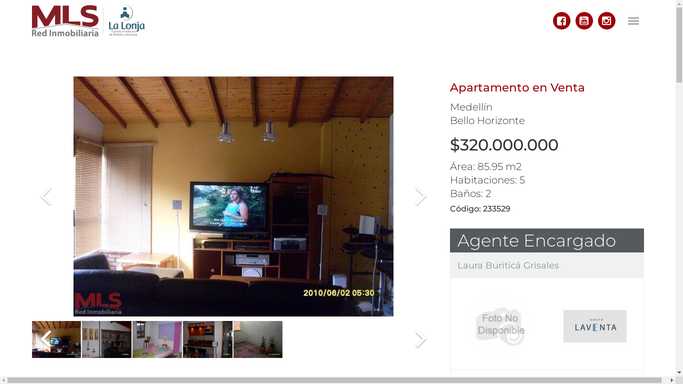 MLS
Red Inmobiliaria
La Lonja
Apartamento en Venta
Medellín
Bello Horizonte
$320.000.000
Área: 85.95 m2
Habitaciones: 5
Baños: 2
Código: 233529
2010/06/02 05:30
MLS
Red Inmobiliaria
Agente Encargado
Laura Buriticá Grisales
Foto No
Disponible
LAVENTA